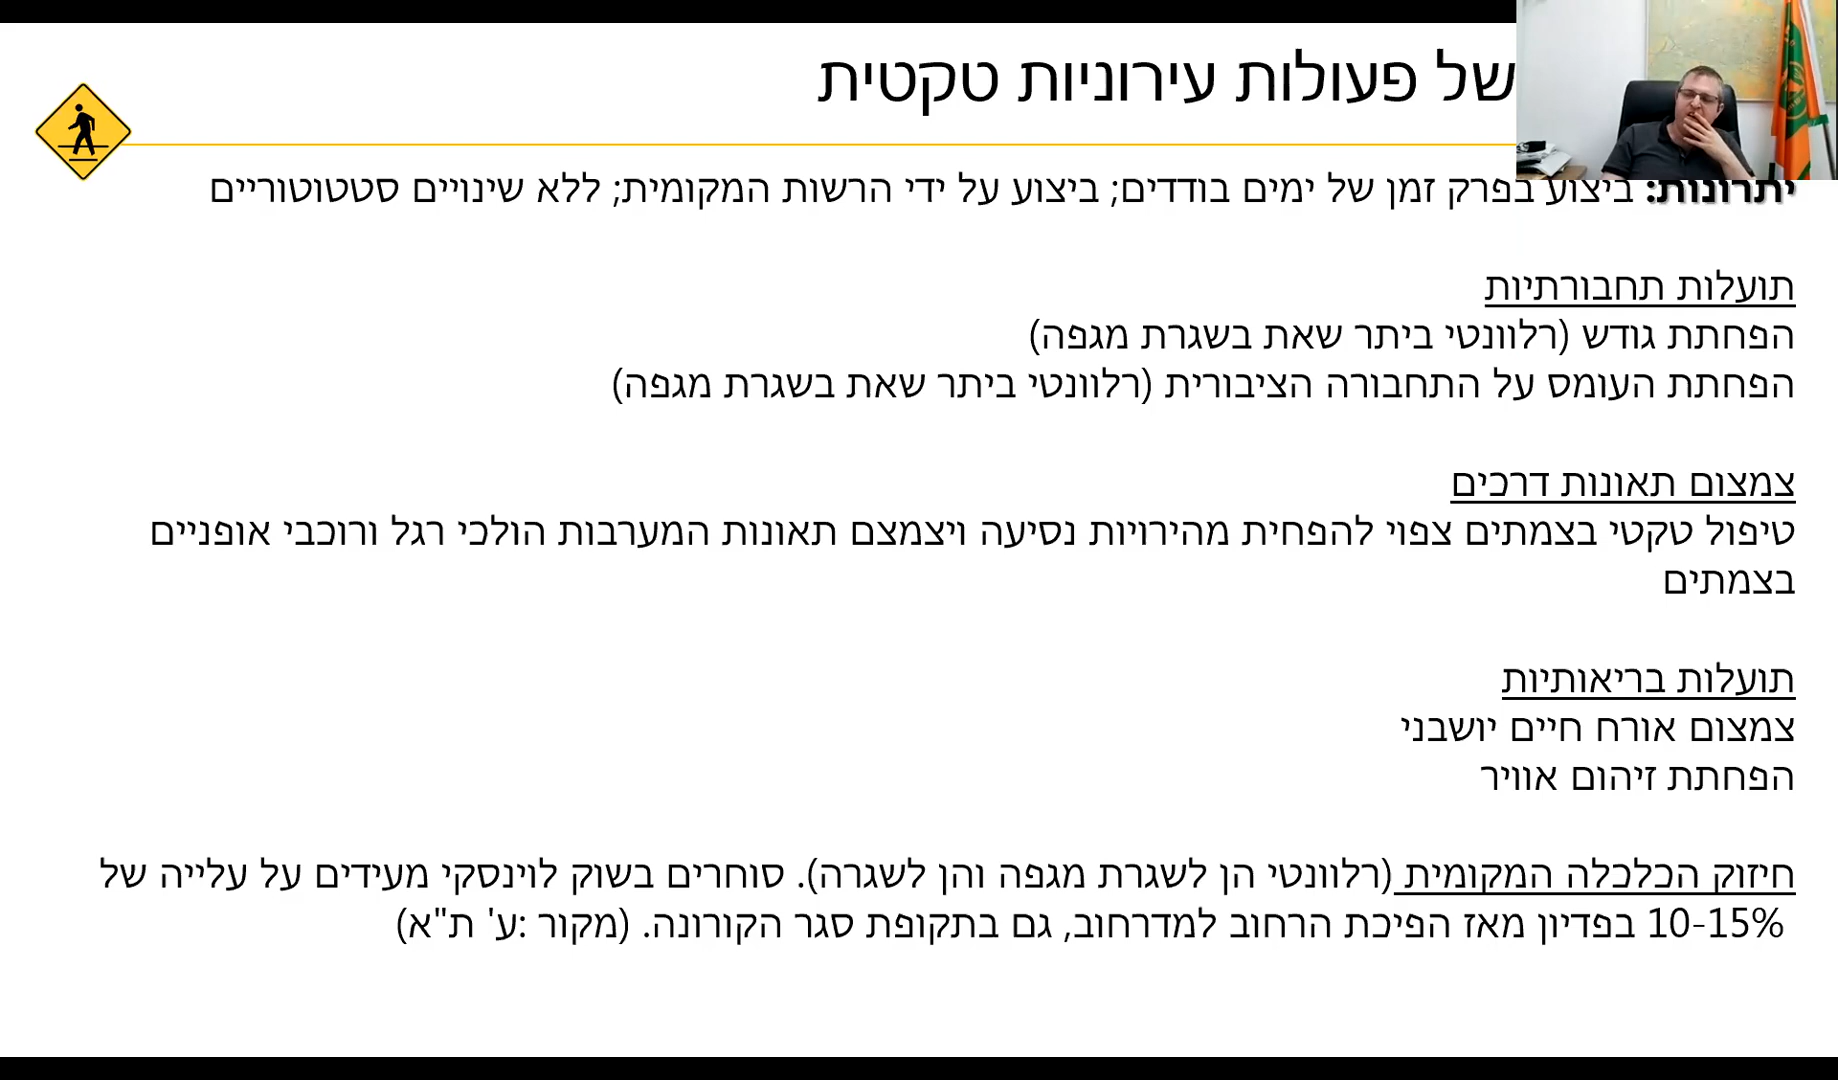 של פעולות עירוניות טקטית
יתרונות: ביצוע בפרק זמן של ימים בודדים; ביצוע על ידי הרשות המקומית; ללא שינויים סטטוטוריים
תועלות תחבורתיות
הפחתת גודש (רלוונטי ביתר שאת בשגרת מגפה)
הפחתת העומס על התחבורה הציבורית (רלוונטי ביתר שאת בשגרת מגפה)
צמצום תאונות דרכים
טיפול טקטי בצמתים צפוי להפחית מהירויות נסיעה ויצמצם תאונות המערבות הולכי רגל ורוכבי אופניים
בצמתים
תועלות בריאותיות
צמצום אורח חיים יושבני
הפחתת זיהום אוויר
חיזוק הכלכלה המקומית (רלוונטי הן לשגרת מגפה והן לשגרה). סוחרים בשוק לוינסקי מעידים על עלייה של
10-15% בפדיון מאז הפיכת הרחוב למדרחוב, גם בתקופת סגר הקורונה. (מקור :ע' ת"א)